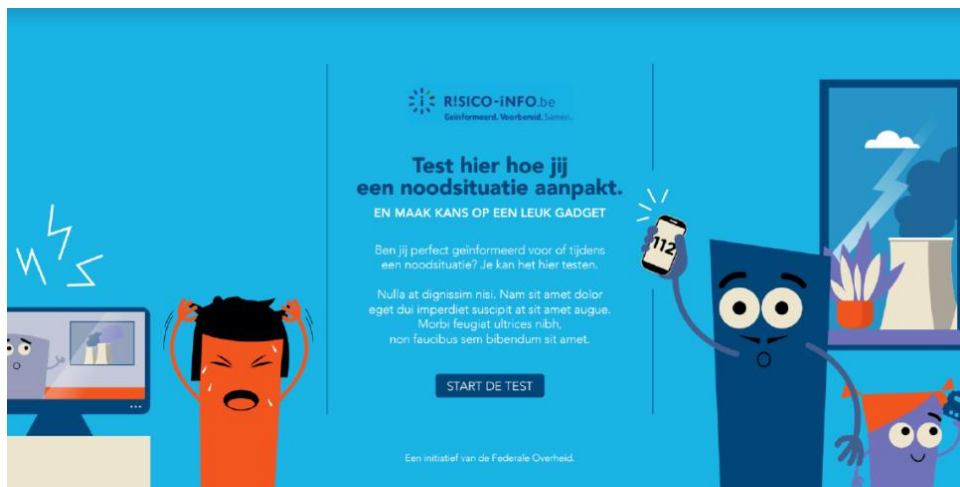 R!SICO-iNFO.be
Geïnformeerd. Voorbereid. Samen.
Test hier hoe jij
een noodsituatie aanpakt.
EN MAAK KANS OP EEN LEUK GADGET
Ben jij perfect geïnformeerd voor of tijdens
een noodsituatie? Je kan het hier testen.
Nulla at dignissim nisi. Nam sit amet dolor
eget dui imperdiet suscipit at sit amet augue.
Morbi feugiat ultrices nibh,
non faucibus sem bibendum sit amet.
112
START DE TEST
Een initiatief van de Federale Overheid.